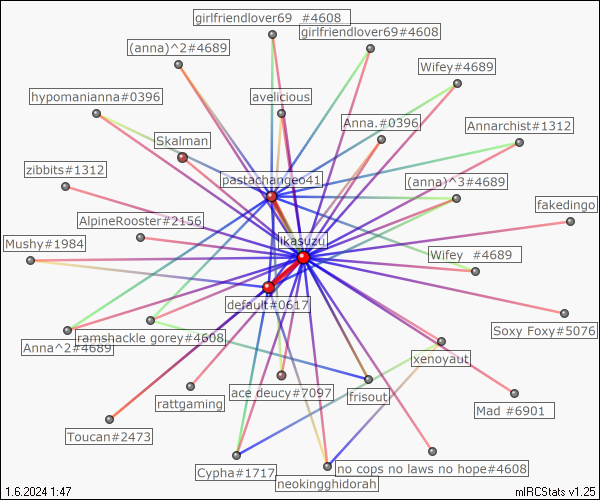 girlfriendlover69 _#4608
girlfriendlover69#4608
(anna)^2#4689
Wifey#4689
hypomanianna#0396
avelicious
Anna.#0396
Annarchist#1312
Skalman
zibbits#1312
pastachange041
(anna)^3#4689
fakedingo
AlpineRooster#2156
Mushy#1984
ikasuzu
Wifey_#4689
default#0617
Soxy Foxy#5076
Anna^2#4689
ramshackle gorey#4608
xenoyaut
ace deucy#7097
frisout
rattgaming
Mad #6901
Toucan#2473
Cypha#1717
no cops no laws no hope#4608
neokingghidorah
1.6.2024 1:47
mIRCStats v1.25